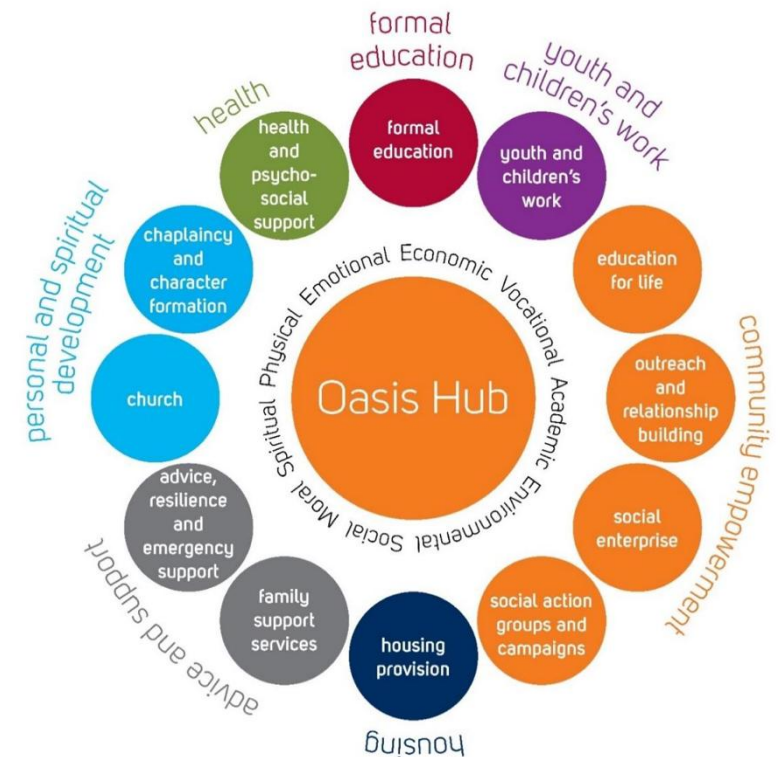 formal
education
youth and
children's work
community empowerment
housing
advice and support
personal and spiritual
development
health
formal
education
youth and
children's
work
education
for life
outreach
and
relationship
building
social
enterprise
social action
groups and
campaigns
housing
provision
family
support
services
advice,
resilience
and
emergency
support
church
chaplaincy
and
character
formation
health
and
psycho-
social
support
Physical Emotional Economic Vocational Academic Environmental Social Moral Spiritual
Oasis Hub